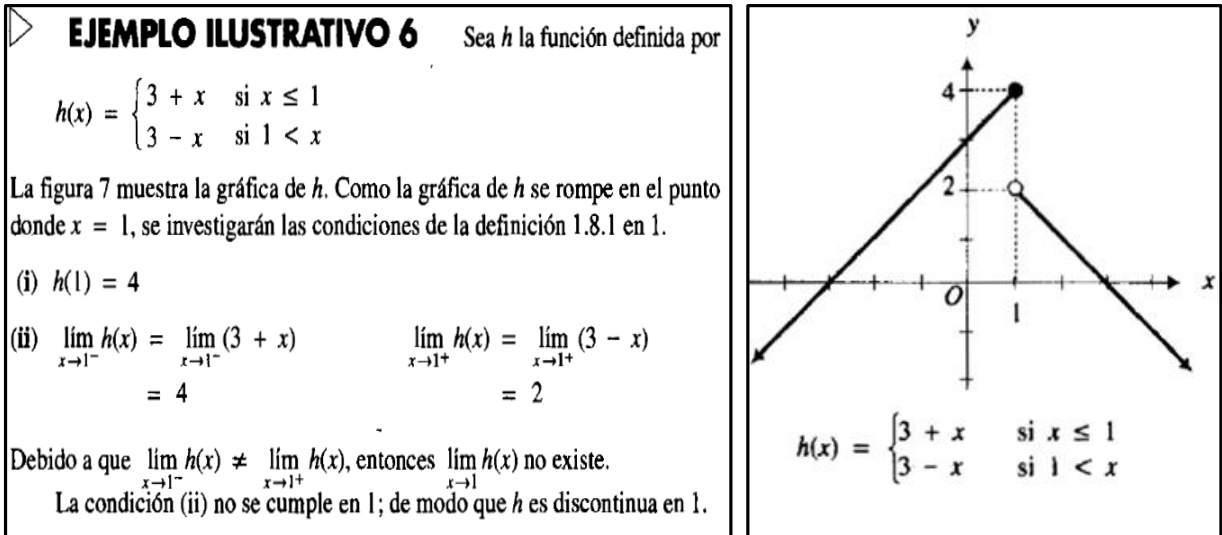 EJEMPLO ILUSTRATIVO 6 Sea h la función definida por
h(x) = {3 + x si x ≤ 1
3 − x si 1 < x
La figura 7 muestra la gráfica de h. Como la gráfica de h se rompe en el punto
donde x = 1, se investigarán las condiciones de la definición 1.8.1 en 1.
(i) h(1) = 4
(ii) lím h(x) = lím (3 + x) lím h(x) = lím (3 − x)
x→1⁻ x→1⁻ x→1⁺ x→1⁺
= 4 = 2
Debido a que lím h(x) ≠ lím h(x), entonces lím h(x) no existe.
x→1⁻ x→1⁺ x→1
La condición (ii) no se cumple en 1; de modo que h es discontinua en 1.
y
4
2
O
1
x
h(x) = {3 + x si x ≤ 1
3 − x si 1 < x